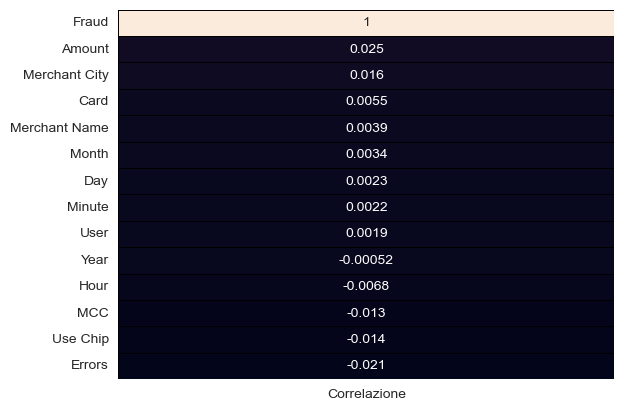 Fraud 1
Amount 0.025
Merchant City 0.016
Card 0.0055
Merchant Name 0.0039
Month 0.0034
Day 0.0023
Minute 0.0022
User 0.0019
Year -0.00052
Hour -0.0068
MCC -0.013
Use Chip -0.014
Errors -0.021
Correlazione